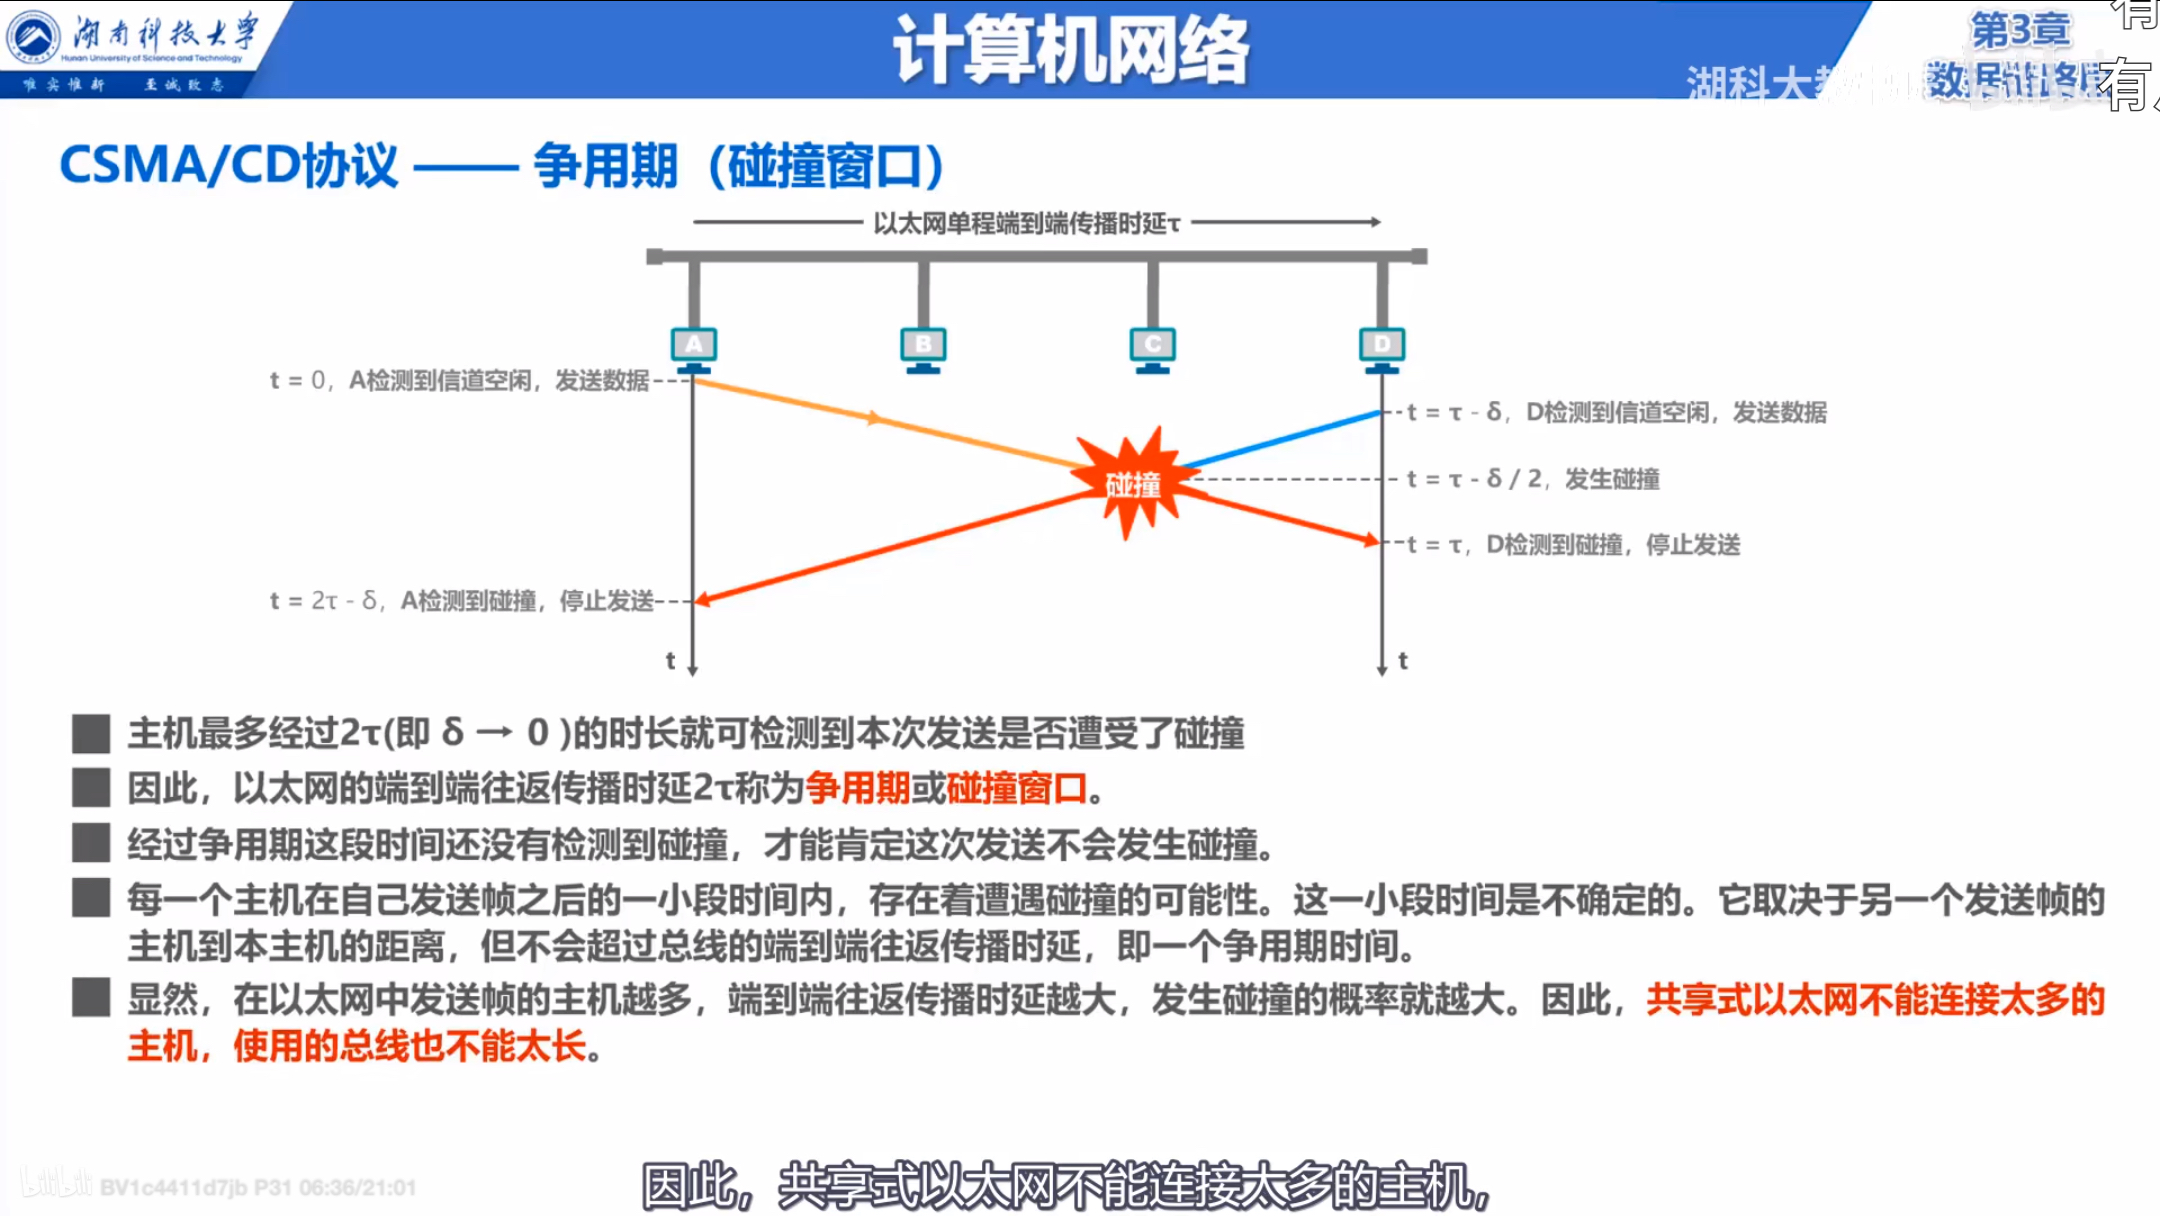 湖南科技大学
Hunan University of Science and Technology
唯实惟新 至诚致志
计算机网络
第3章
湖科大教
有
有
CSMA/CD协议 —— 争用期（碰撞窗口）
以太网单程端到端传播时延τ
A
B
C
D
t = 0，A检测到信道空闲，发送数据
t = τ - δ，D检测到信道空闲，发送数据
碰撞
t = τ - δ / 2，发生碰撞
t = τ，D检测到碰撞，停止发送
t = 2τ - δ，A检测到碰撞，停止发送
t
t
主机最多经过2τ(即 δ → 0 )的时长就可检测到本次发送是否遭受了碰撞
因此，以太网的端到端往返传播时延2τ称为争用期或碰撞窗口。
经过争用期这段时间还没有检测到碰撞，才能肯定这次发送不会发生碰撞。
每一个主机在自己发送帧之后的一小段时间内，存在着遭遇碰撞的可能性。这一小段时间是不确定的。它取决于另一个发送帧的
主机到本主机的距离，但不会超过总线的端到端往返传播时延，即一个争用期时间。
显然，在以太网中发送帧的主机越多，端到端往返传播时延越大，发生碰撞的概率就越大。因此，共享式以太网不能连接太多的
主机，使用的总线也不能太长。
bilibili BV1c4411d7jb P31 06:36/21:01
因此，共享式以太网不能连接太多的主机，